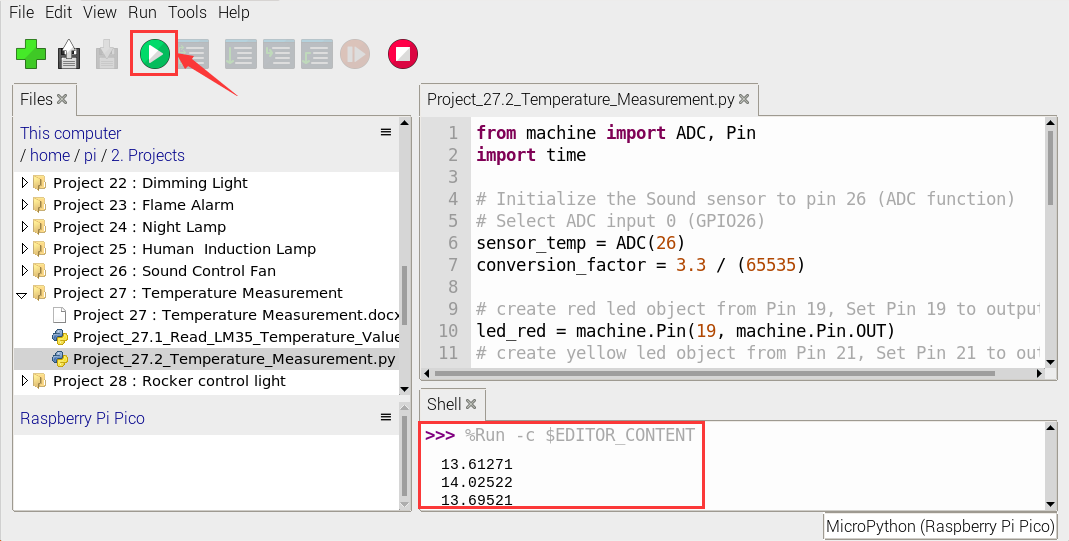 File Edit View Run Tools Help
Files
This computer
/ home / pi / 2. Projects
Project 22 : Dimming Light
Project 23 : Flame Alarm
Project 24 : Night Lamp
Project 25 : Human  Induction Lamp
Project 26 : Sound Control Fan
Project 27 : Temperature Measurement
Project 27 : Temperature Measurement.docx
Project_27.1_Read_LM35_Temperature_Value
Project_27.2_Temperature_Measurement.py
Project 28 : Rocker control light
Raspberry Pi Pico
Project_27.2_Temperature_Measurement.py
1 from machine import ADC, Pin
2 import time
3
4 # Initialize the Sound sensor to pin 26 (ADC function)
5 # Select ADC input 0 (GPIO26)
6 sensor_temp = ADC(26)
7 conversion_factor = 3.3 / (65535)
8
9 # create red led object from Pin 19, Set Pin 19 to output
10 led_red = machine.Pin(19, machine.Pin.OUT)
11 # create yellow led object from Pin 21, Set Pin 21 to out
Shell
>>> %Run -c $EDITOR_CONTENT
13.61271
14.02522
13.69521
MicroPython (Raspberry Pi Pico)